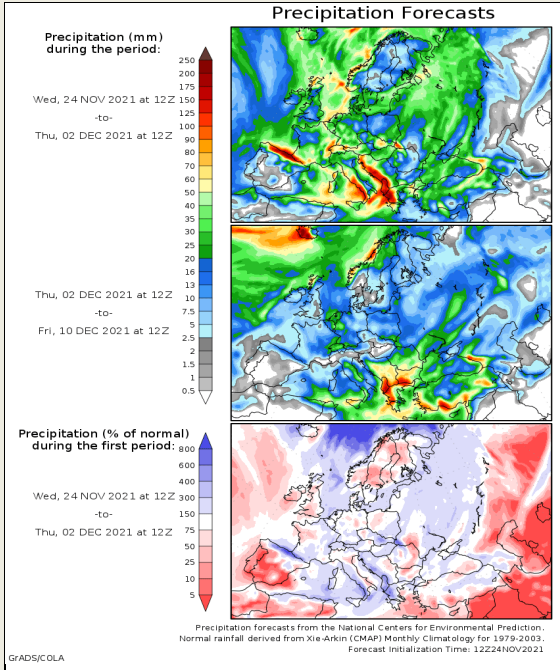 Precipitation Forecasts
Precipitation (mm)
during the period:
Wed, 24 NOV 2021 at 12Z
-to-
Thu, 02 DEC 2021 at 12Z
250
200
175
150
125
100
90
80
70
60
50
40
35
30
25
20
16
13
10
7.5
5
2.5
2
1.5
1
0.5
Thu, 02 DEC 2021 at 12Z
-to-
Fri, 10 DEC 2021 at 12Z
Precipitation (% of normal)
during the first period:
Wed, 24 NOV 2021 at 12Z
-to-
Thu, 02 DEC 2021 at 12Z
800
600
400
300
150
75
50
25
10
5
Precipitation forecasts from the National Centers for Environmental Prediction.
Normal rainfall derived from Xie-Arkin (CMAP) Monthly Climatology for 1979-2003.
Forecast Initialization Time: 12Z24NOV2021
GrADS/COLA